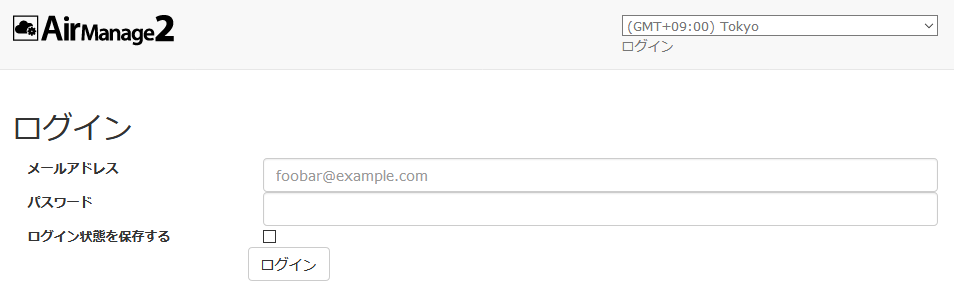 AirManage2
(GMT+09:00) Tokyo
ログイン
ログイン
メールアドレス
foobar@example.com
パスワード
ログイン状態を保存する
ログイン